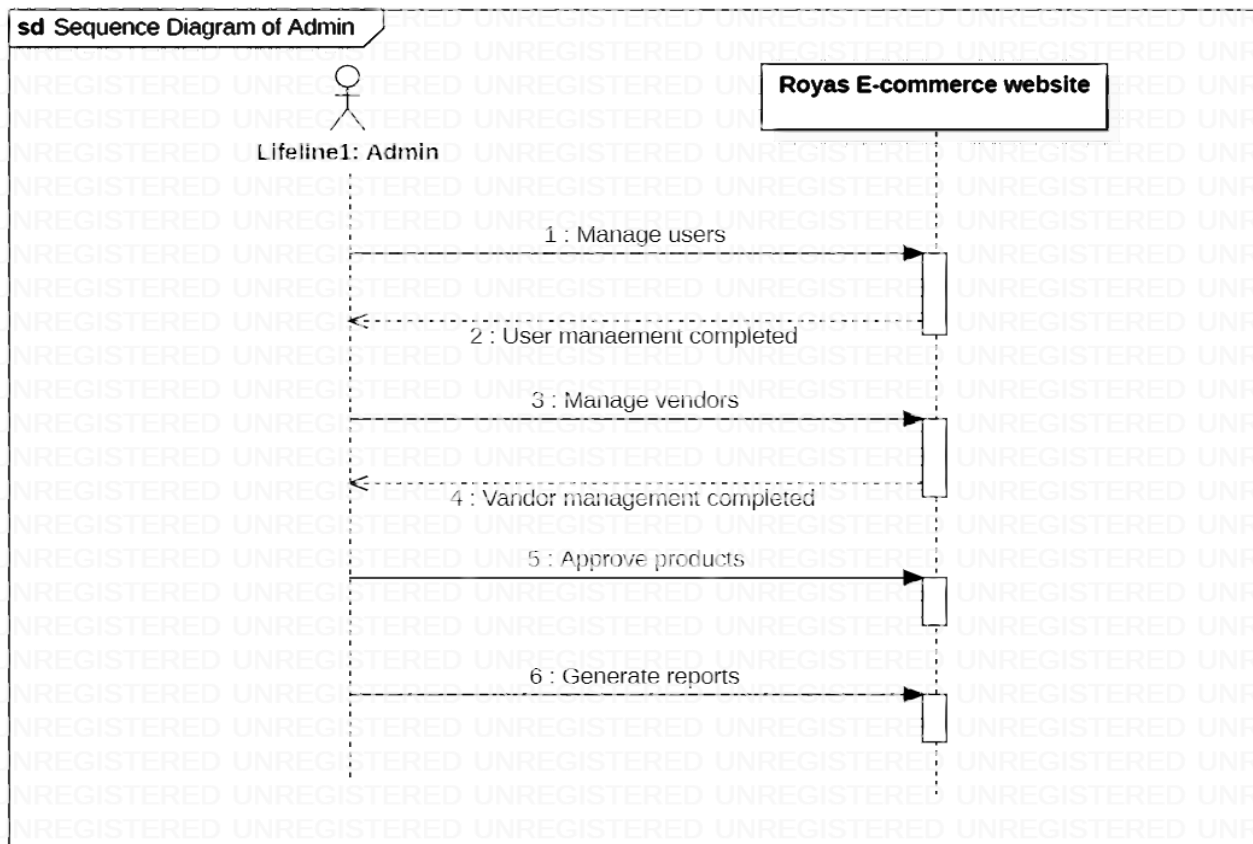 sd Sequence Diagram of Admin
Royas E-commerce website
Lifeline1: Admin
1 : Manage users
2 : User manaement completed
3 : Manage vendors
4 : Vandor management completed
5 : Approve products
6 : Generate reports
UNREGISTERED